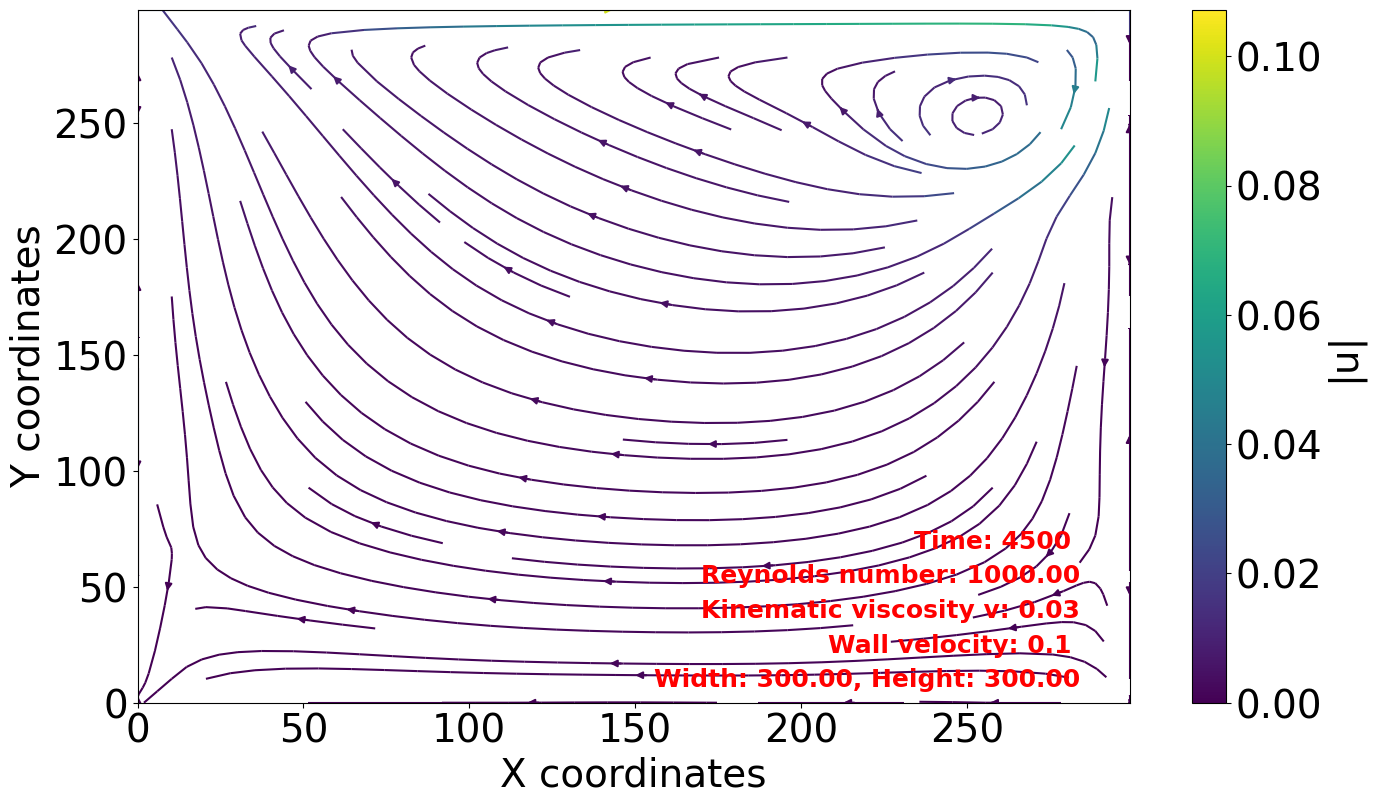 Y coordinates
250
200
150
100
50
0
0 50 100 150 200 250
X coordinates
Time: 4500
Reynolds number: 1000.00
Kinematic viscosity v: 0.03
Wall velocity: 0.1
Width: 300.00, Height: 300.00
0.10
0.08
0.06
0.04
0.02
0.00
|u|